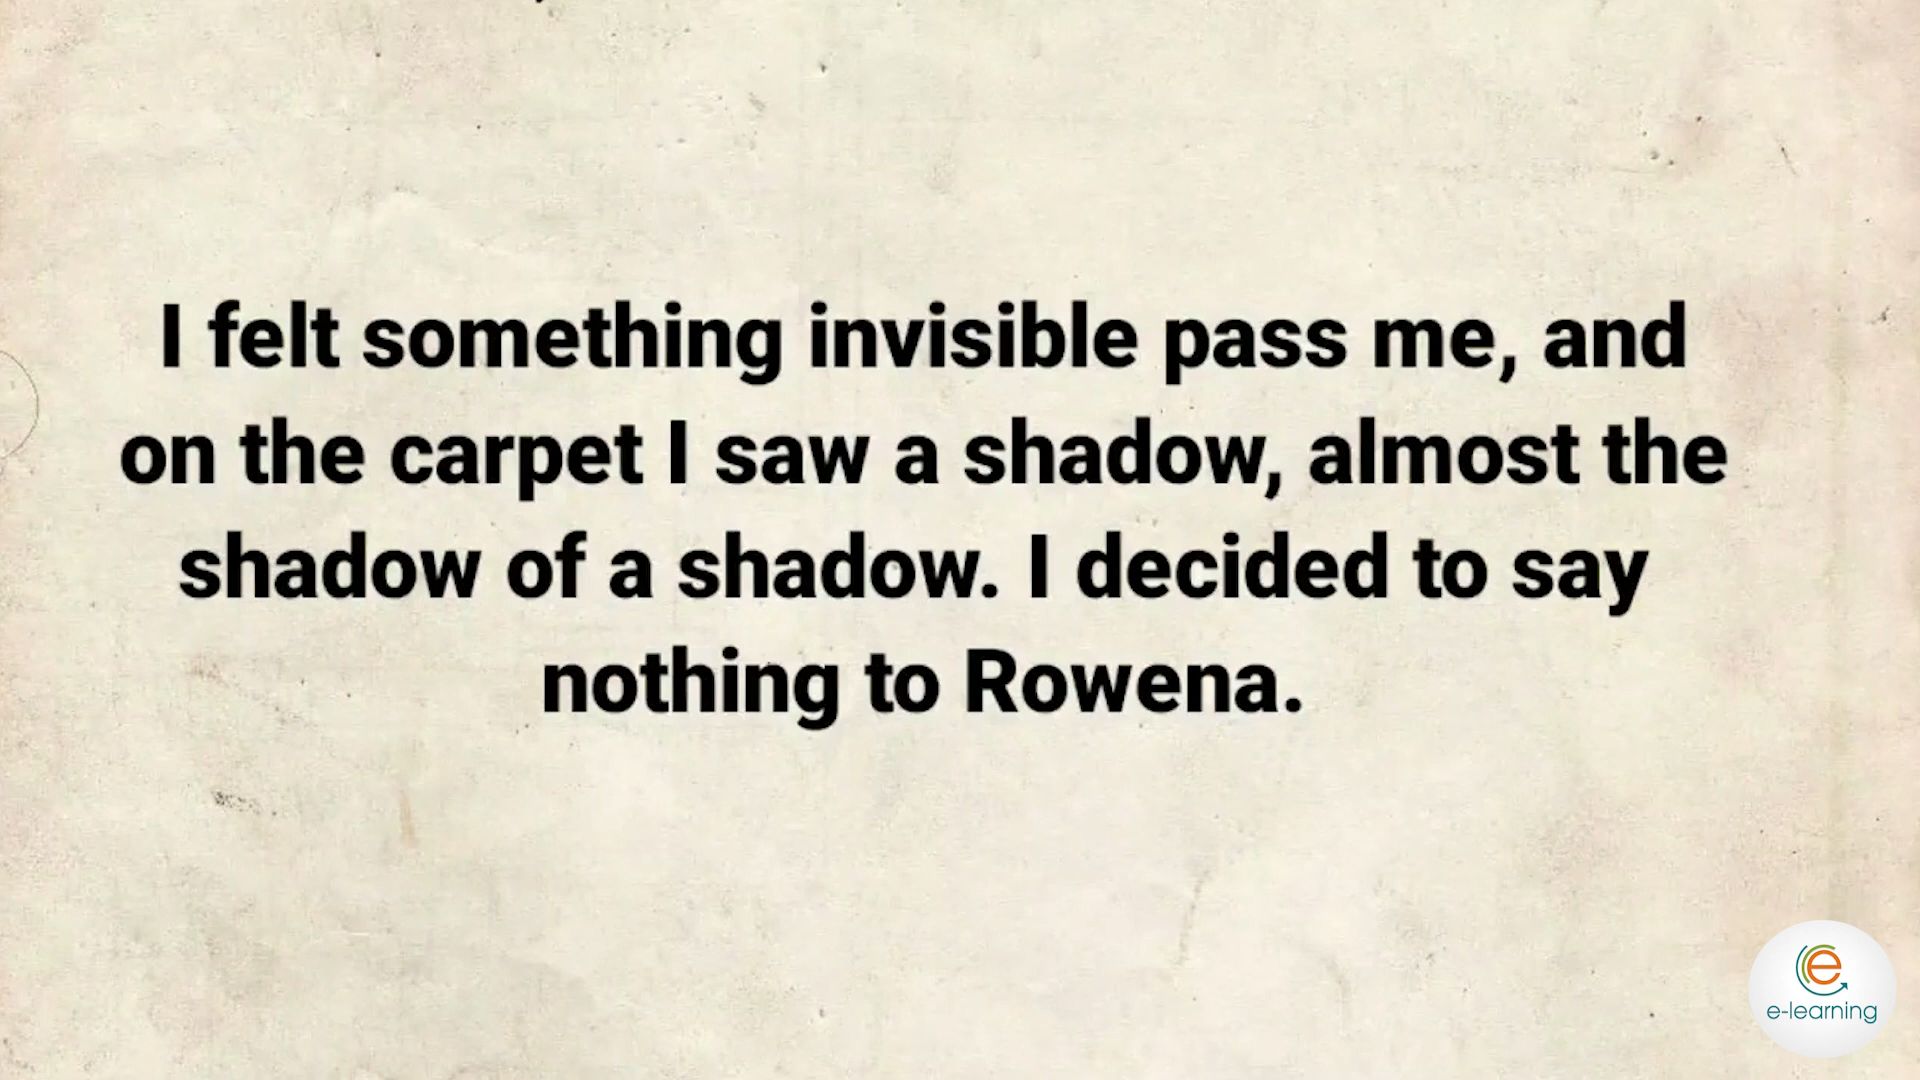 I felt something invisible pass me, and
on the carpet I saw a shadow, almost the
shadow of a shadow. I decided to say
nothing to Rowena.
e
e-learning